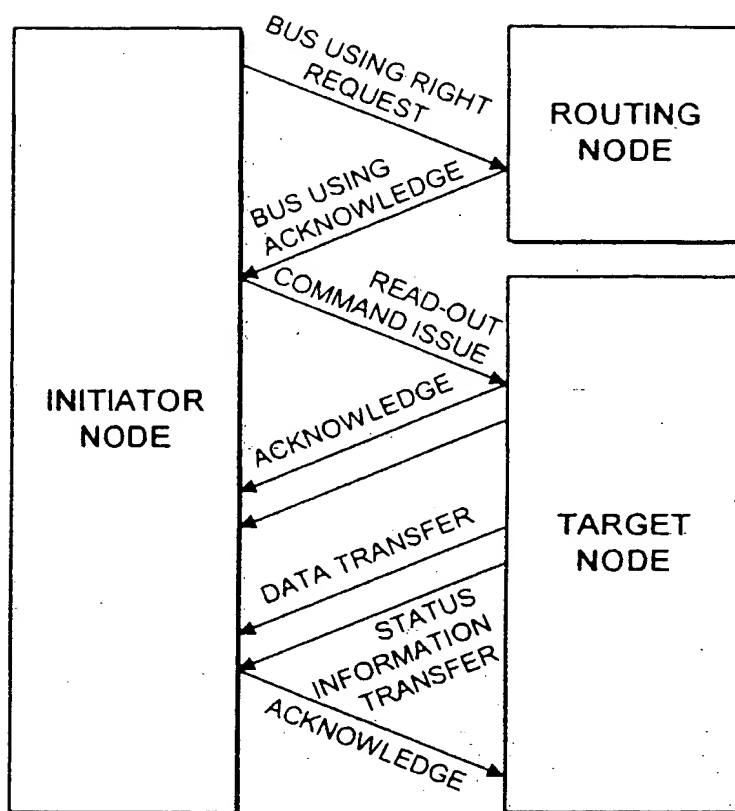 BUS USING RIGHT
REQUEST
ROUTING
NODE
BUS USING
ACKNOWLEDGE
READ-OUT
COMMAND ISSUE
INITIATOR
NODE
ACKNOWLEDGE
TARGET
NODE
DATA TRANSFER
STATUS
INFORMATION
TRANSFER
ACKNOWLEDGE